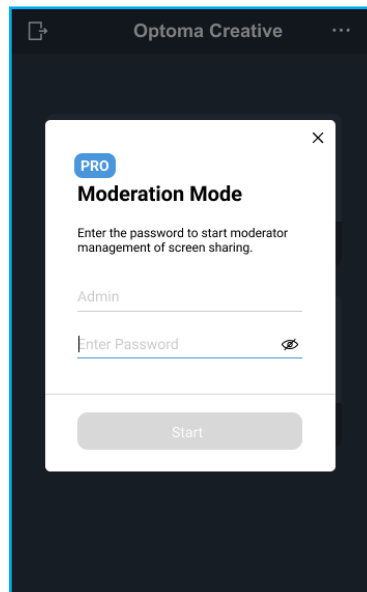 Optoma Creative
PRO
Moderation Mode
Enter the password to start moderator
management of screen sharing.
Admin
Enter Password
Start